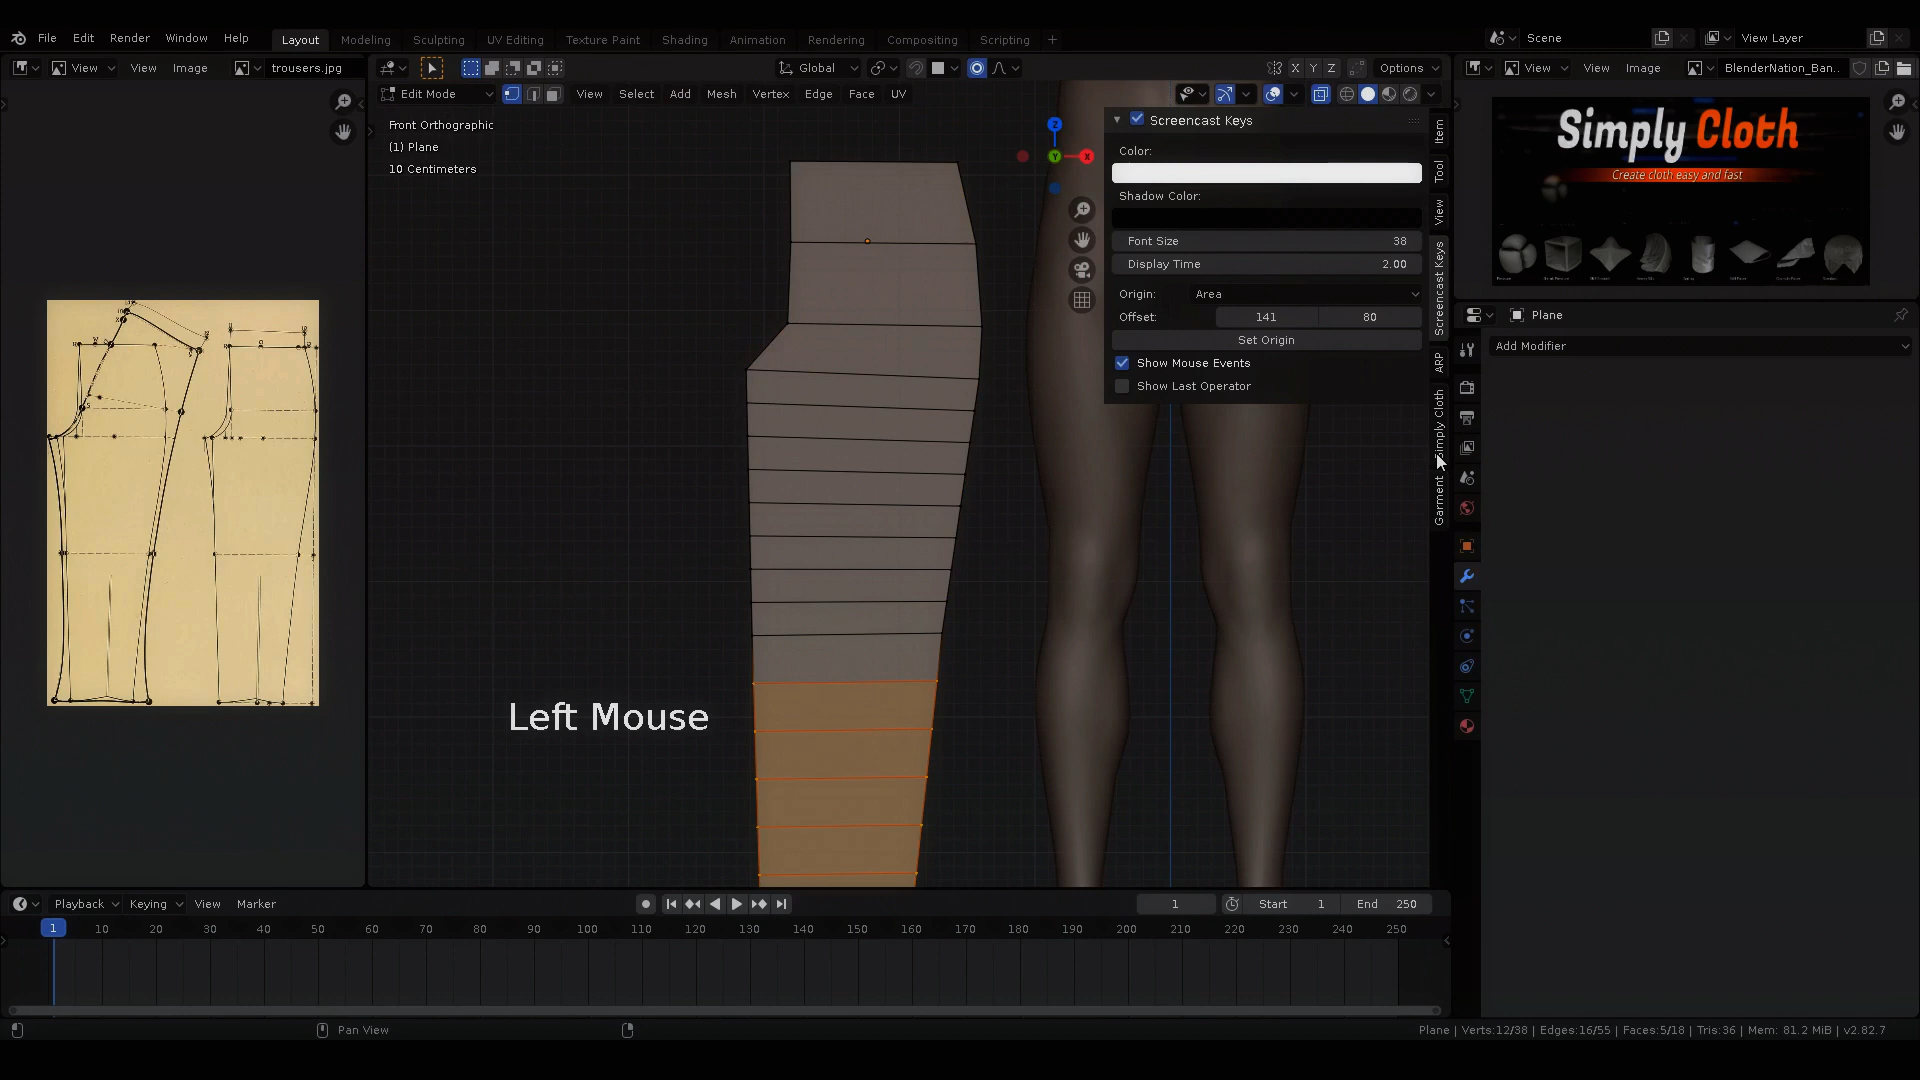 File Edit Render Window Help Layout Modeling Sculpting UV Editing Texture Paint Shading Animation Rendering Compositing Scripting + Scene View Layer
View View Image trousers.jpg Global X Y Z Options View View Image BlenderNation_Ban..
Edit Mode View Select Add Mesh Vertex Edge Face UV
Front Orthographic
(1) Plane
10 Centimeters
Z
Y
X
Screencast Keys
Color:
Shadow Color:
Font Size 38
Display Time 2.00
Origin: Area
Offset: 141 80
Set Origin
Show Mouse Events
Show Last Operator
Item
Tool
View
Screencast Keys
ARP
Simply Cloth
Garment
Simply Cloth
Create cloth easy and fast
Plane
Add Modifier
Left Mouse
Playback Keying View Marker 1 Start 1 End 250
1 10 20 30 40 50 60 70 80 90 100 110 120 130 140 150 160 170 180 190 200 210 220 230 240 250
Pan View
Plane | Verts:12/38 | Edges:16/55 | Faces:5/18 | Tris:36 | Mem: 81.2 MiB | v2.82.7